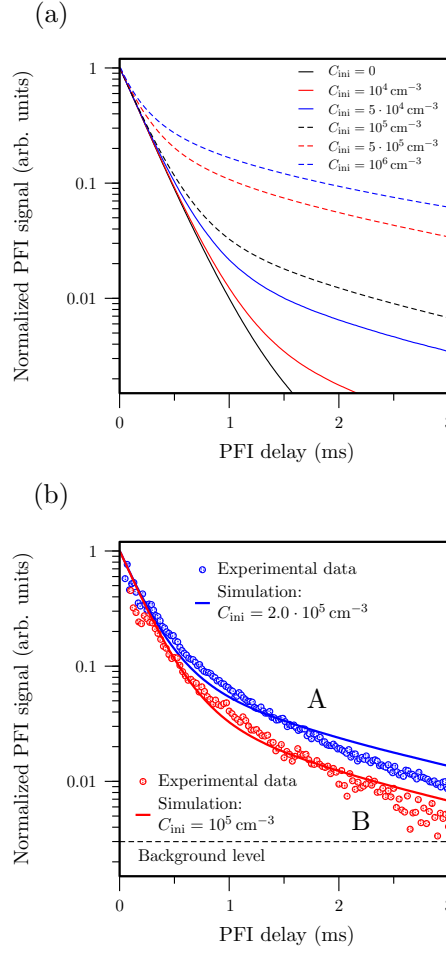 (a)
Normalized PFI signal (arb. units)
1
0.1
0.01
C_ini = 0
C_ini = 10^4 cm^−3
C_ini = 5 · 10^4 cm^−3
C_ini = 10^5 cm^−3
C_ini = 5 · 10^5 cm^−3
C_ini = 10^6 cm^−3
0 1 2 3
PFI delay (ms)
(b)
Normalized PFI signal (arb. units)
1
0.1
0.01
Experimental data
Simulation:
C_ini = 2.0 · 10^5 cm^−3
A
Experimental data
Simulation:
C_ini = 10^5 cm^−3
B
Background level
0 1 2 3
PFI delay (ms)